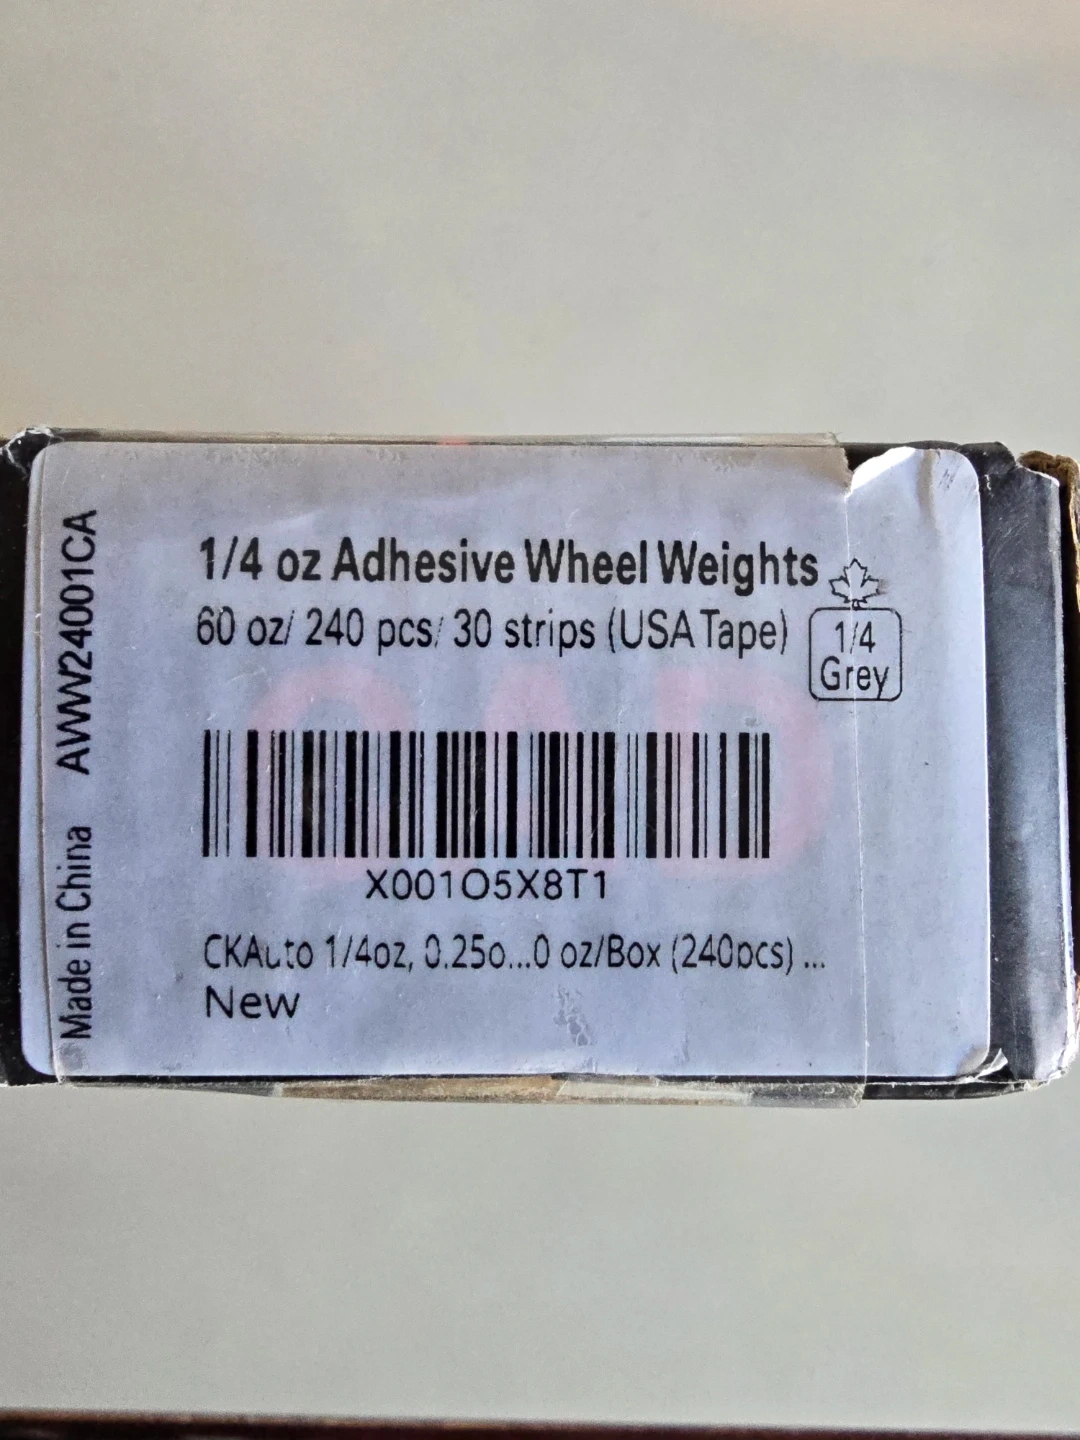 1/4 oz Adhesive Wheel Weights
60 oz/ 240 pcs/ 30 strips (USA Tape)
1/4
Grey
X001O5X8T1
CKAuto 1/4oz, 0.25o...0 oz/Box (240pcs) ...
New
Made in China AWW24001CA